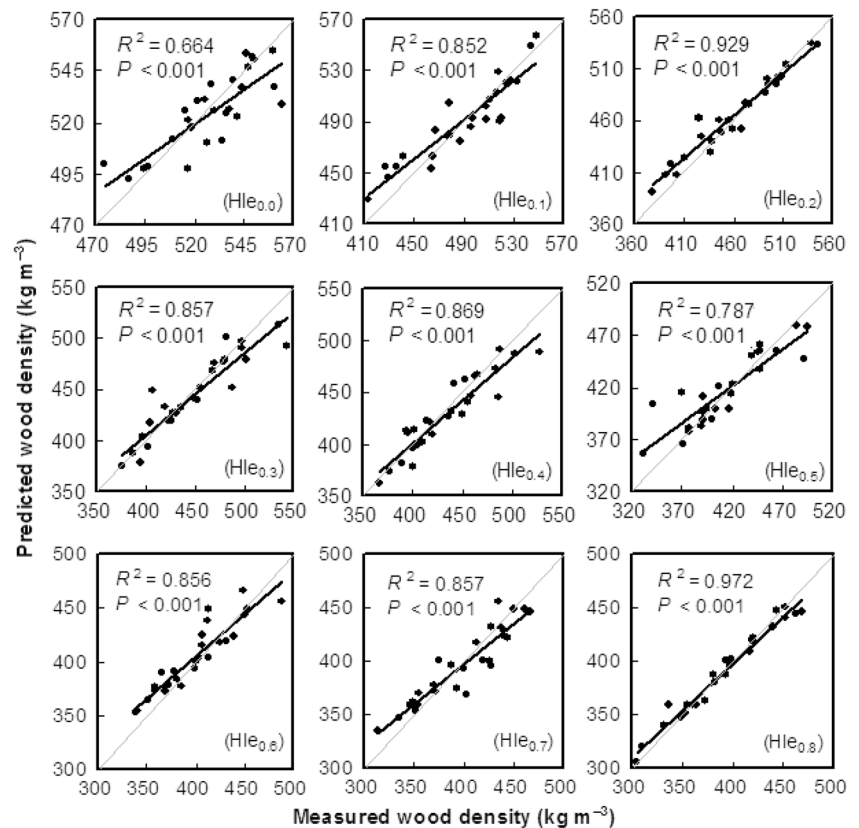 Predicted wood density (kg m⁻³)
570
545
520
495
470
R² = 0.664
P < 0.001
(Hle₀.₀)
475 495 520 545 570
570
530
490
450
410
R² = 0.852
P < 0.001
(Hle₀.₁)
410 450 490 530 570
560
510
460
410
360
R² = 0.929
P < 0.001
(Hle₀.₂)
360 410 460 510 560
550
500
450
400
350
R² = 0.857
P < 0.001
(Hle₀.₃)
350 400 450 500 550
550
500
450
400
350
R² = 0.869
P < 0.001
(Hle₀.₄)
350 400 450 500 550
520
470
420
370
320
R² = 0.787
P < 0.001
(Hle₀.₅)
320 370 420 470 520
500
450
400
350
300
R² = 0.856
P < 0.001
(Hle₀.₆)
300 350 400 450 500
500
450
400
350
300
R² = 0.857
P < 0.001
(Hle₀.₇)
300 350 400 450 500
500
450
400
350
300
R² = 0.972
P < 0.001
(Hle₀.₈)
300 350 400 450 500
Measured wood density (kg m⁻³)